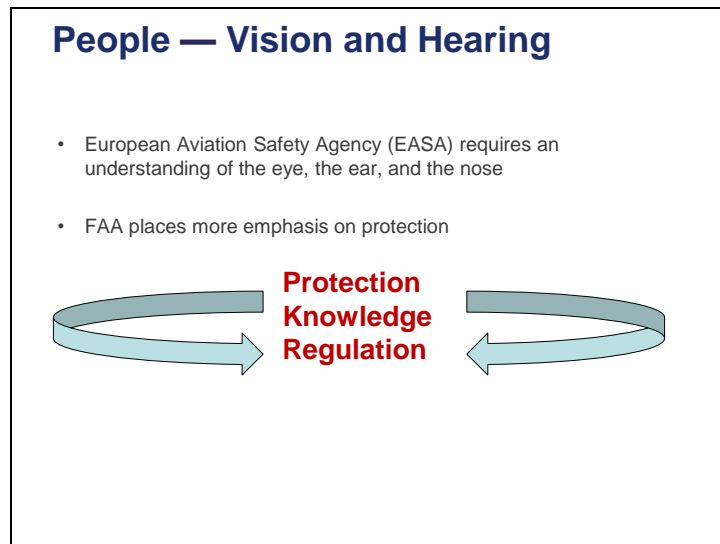 People — Vision and Hearing
• European Aviation Safety Agency (EASA) requires an
understanding of the eye, the ear, and the nose
• FAA places more emphasis on protection
Protection
Knowledge
Regulation